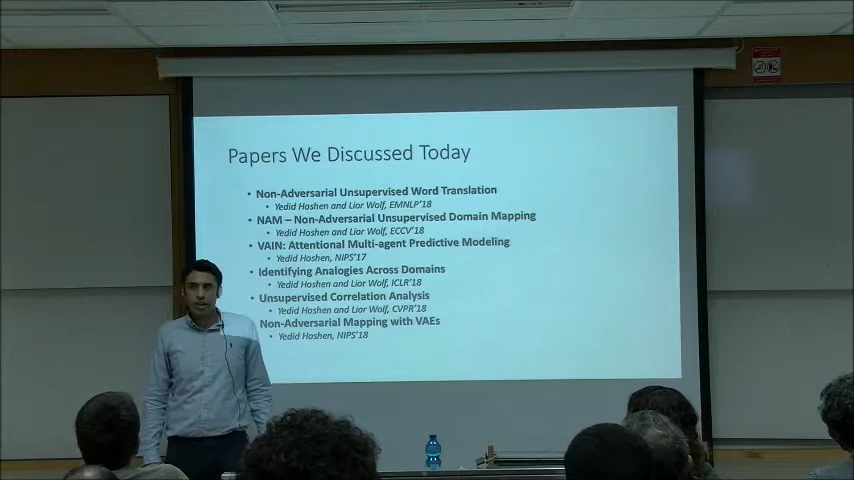 Papers We Discussed Today
• Non-Adversarial Unsupervised Word Translation
• Yedid Hoshen and Lior Wolf, EMNLP'18
• NAM – Non-Adversarial Unsupervised Domain Mapping
• Yedid Hoshen and Lior Wolf, ECCV'18
• VAIN: Attentional Multi-agent Predictive Modeling
• Yedid Hoshen, NIPS'17
• Identifying Analogies Across Domains
• Yedid Hoshen and Lior Wolf, ICLR'18
• Unsupervised Correlation Analysis
• Yedid Hoshen and Lior Wolf, CVPR'18
Non-Adversarial Mapping with VAEs
• Yedid Hoshen, NIPS'18